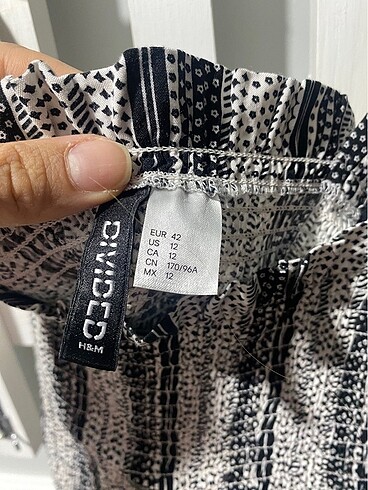 DIVIDED
H&M
EUR 42
US 12
CA 12
CN 170/96A
MX 12